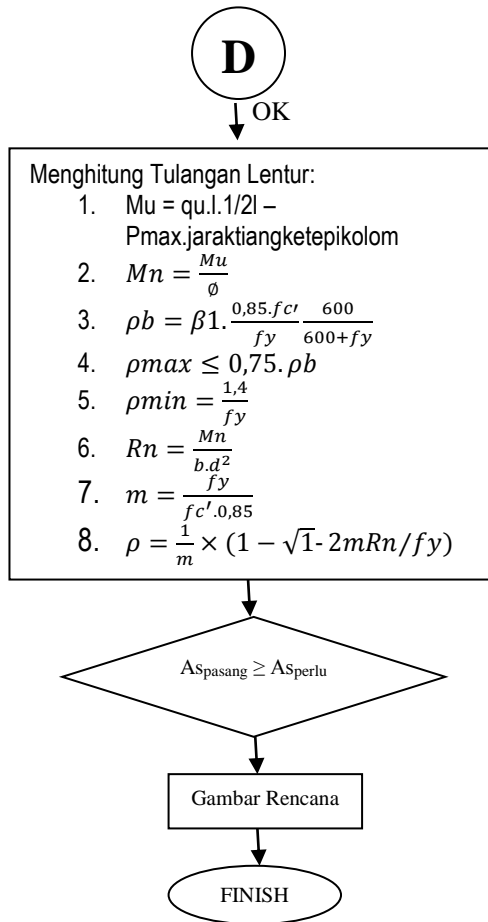 D
OK
Menghitung Tulangan Lentur:
1. Mu = qu.l.1/2l –
Pmax.jaraktiangketepikolom
2. Mn = Mu/ø
3. ρb = β1. 0,85.fc′/fy 600/600+fy
4. ρmax ≤ 0,75. ρb
5. ρmin = 1,4/fy
6. Rn = Mn/b.d²
7. m = fy/fc′.0,85
8. ρ = 1/m × (1 − √1- 2mRn/fy)
Aspasang ≥ Asperlu
Gambar Rencana
FINISH